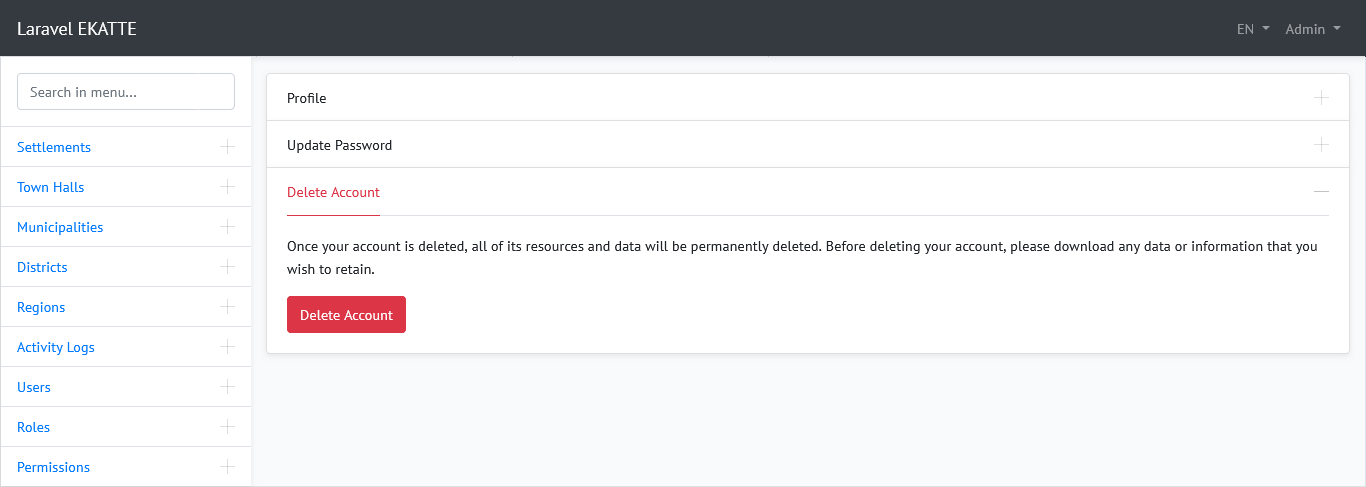 Laravel EKATTE
EN
Admin
Search in menu...
Settlements
Town Halls
Municipalities
Districts
Regions
Activity Logs
Users
Roles
Permissions
Profile
Update Password
Delete Account
Once your account is deleted, all of its resources and data will be permanently deleted. Before deleting your account, please download any data or information that you
wish to retain.
Delete Account